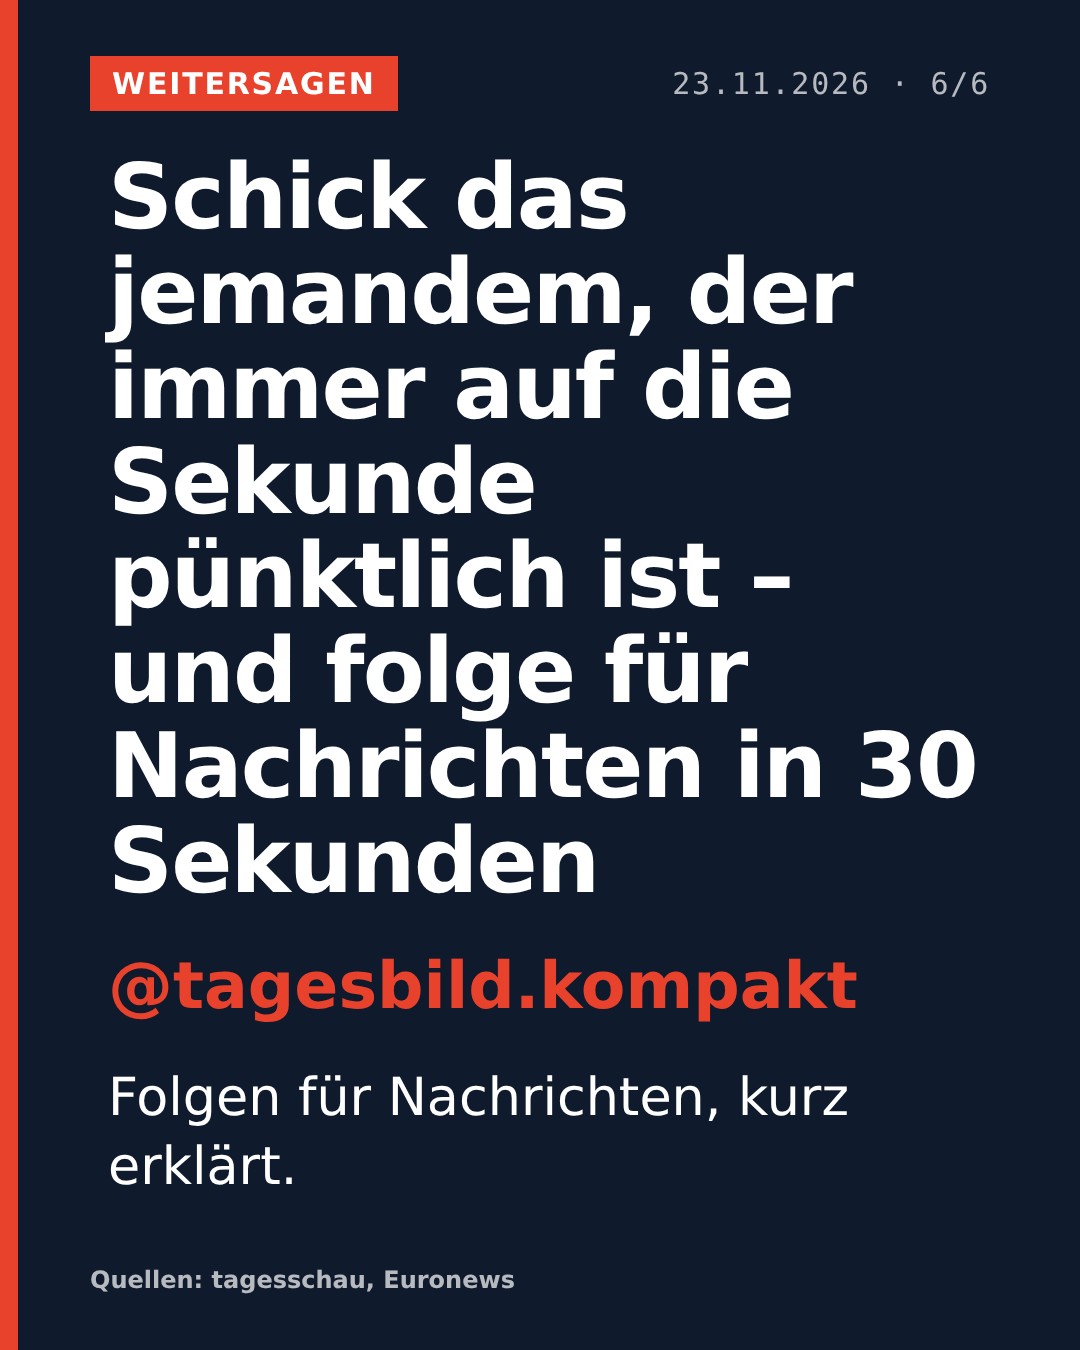 WEITERSAGEN
23.11.2026 · 6/6
Schick das
jemandem, der
immer auf die
Sekunde
pünktlich ist –
und folge für
Nachrichten in 30
Sekunden
@tagesbild.kompakt
Folgen für Nachrichten, kurz
erklärt.
Quellen: tagesschau, Euronews